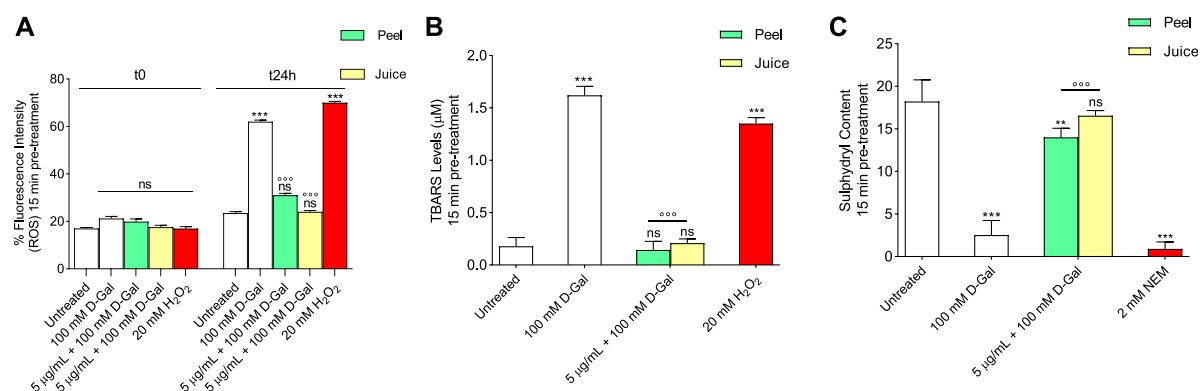 A
Peel
Juice
t0
t24h
% Fluorescence Intensity
(ROS) 15 min pre-treatment
80
60
40
20
0
ns
***
°°°
ns
°°°
ns
***
Untreated
100 mM D-Gal
5 µg/mL + 100 mM D-Gal
5 µg/mL + 100 mM D-Gal
20 mM H₂O₂
Untreated
100 mM D-Gal
5 µg/mL + 100 mM D-Gal
5 µg/mL + 100 mM D-Gal
20 mM H₂O₂
B
Peel
Juice
TBARS Levels (µM)
15 min pre-treatment
2.0
1.5
1.0
0.5
0.0
***
°°°
ns
ns
***
Untreated
100 mM D-Gal
5 µg/mL + 100 mM D-Gal
20 mM H₂O₂
C
Peel
Juice
Sulphydryl Content
15 min pre-treatment
25
20
15
10
5
0
***
°°°
**
ns
***
Untreated
100 mM D-Gal
5 µg/mL + 100 mM D-Gal
2 mM NEM